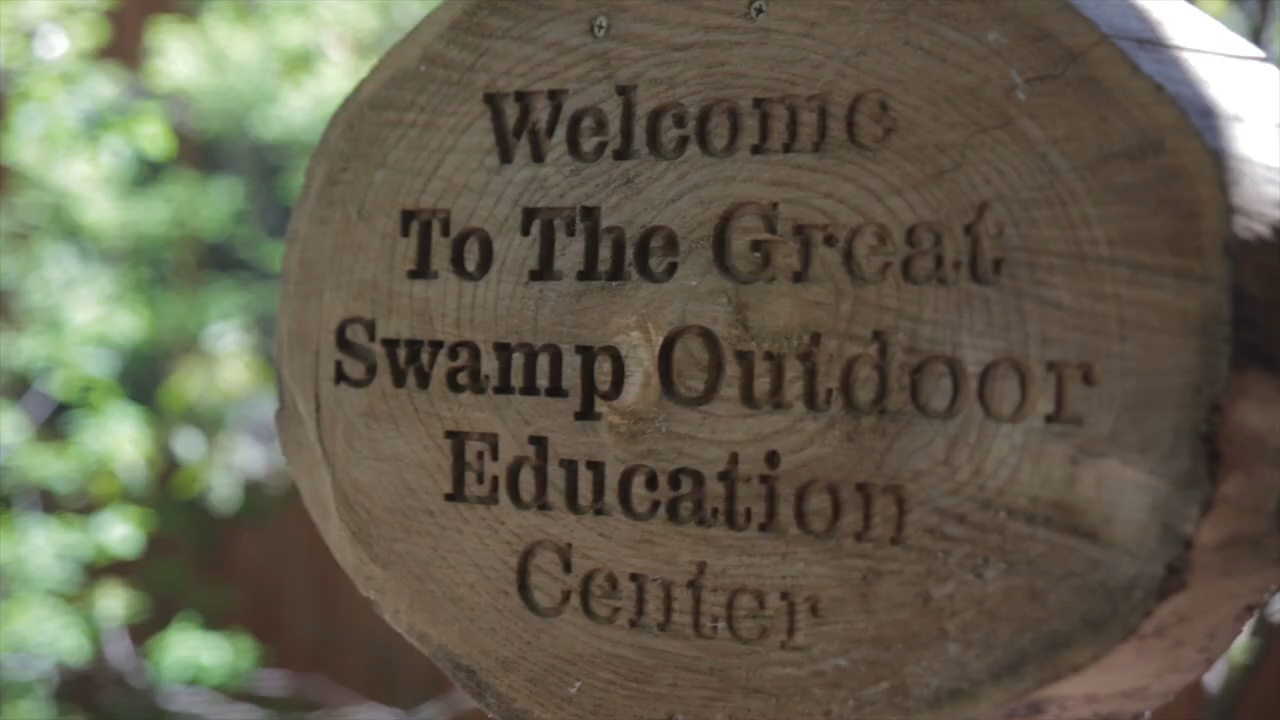 Welcome
To The Great
Swamp Outdoor
Education
Center